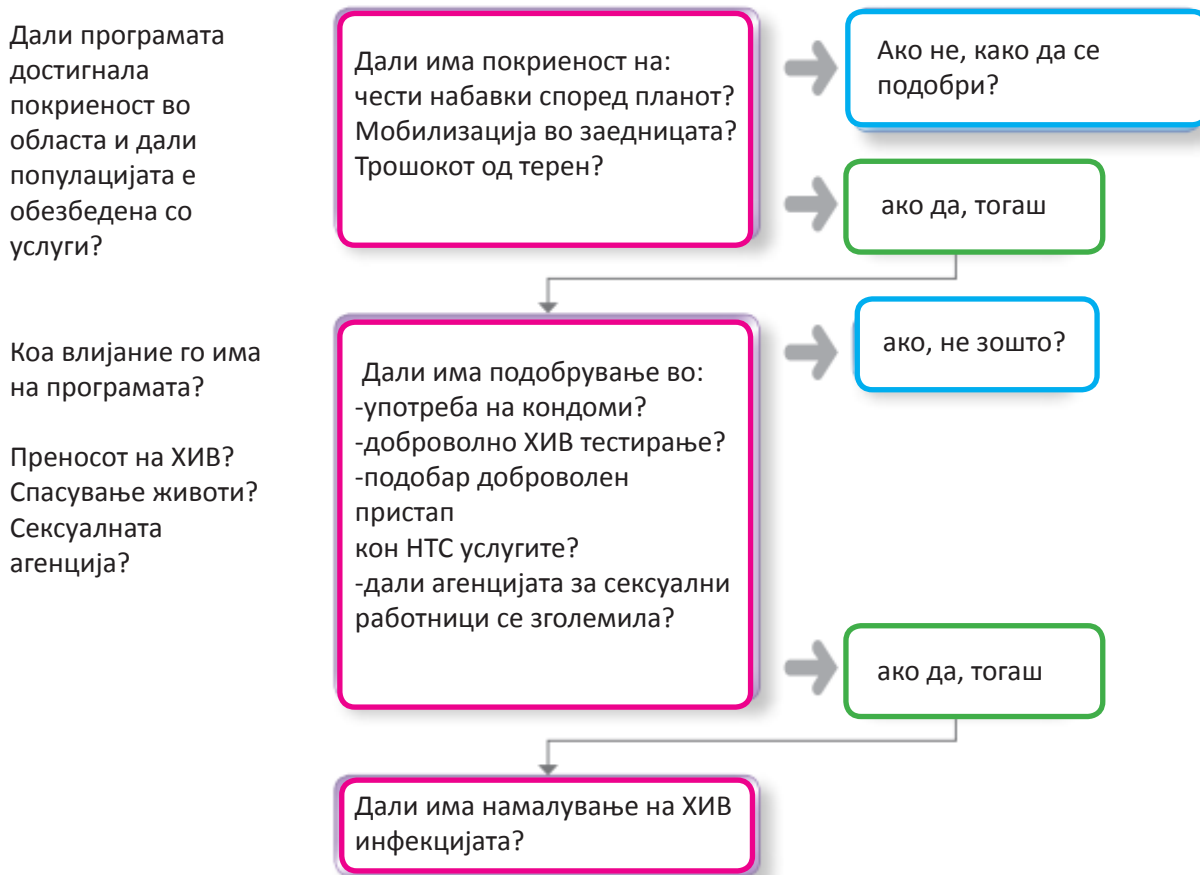 Дали програмата
достигнала
покриеност во
областа и дали
популацијата е
обезбедена со
услуги?
Дали има покриеност на:
чести набавки според планот?
Мобилизација во заедницата?
Трошокот од терен?
Ако не, како да се
подобри?
ако да, тогаш
Коа влијание го има
на програмата?
Преносот на ХИВ?
Спасување животи?
Сексуалната
агенција?
Дали има подобрување во:
-употреба на кондоми?
-доброволно ХИВ тестирање?
-подобар доброволен
пристап
кон НТС услугите?
-дали агенцијата за сексуални
работници се зголемила?
ако, не зошто?
ако да, тогаш
Дали има намалување на ХИВ
инфекцијата?